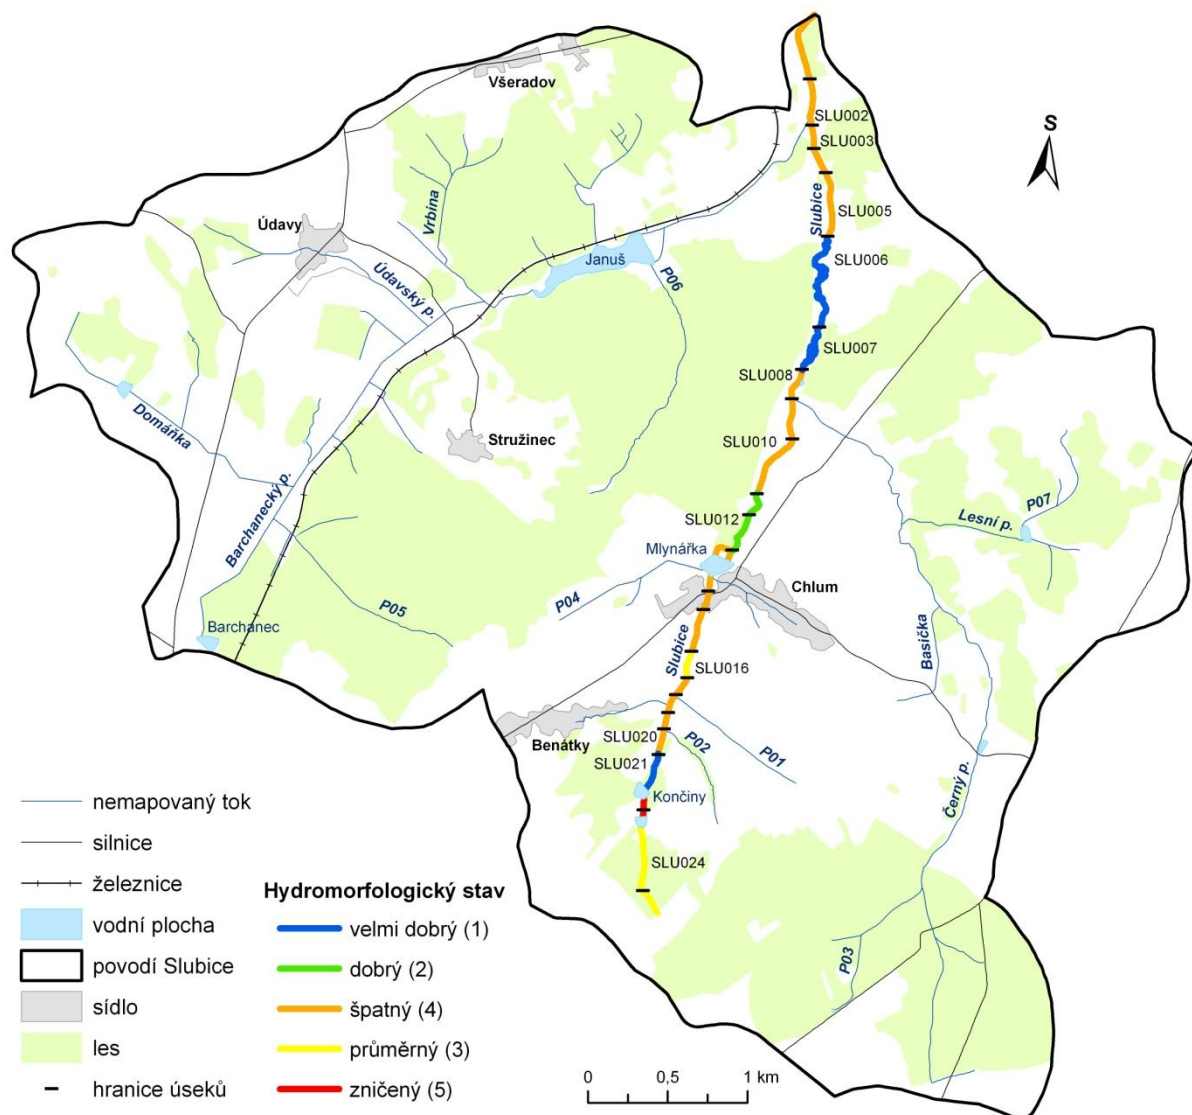 Všeradov
SLU002
SLU003
S
Vrbina
Slubice
SLU005
Údavy
SLU006
Januš
Údavský p.
P06
SLU007
SLU008
Domáňka
Stružinec
SLU010
Barchanecký p.
P07
SLU012
Lesní p.
Mlynářka
Chlum
P04
P05
Barchanec
Basička
Slubice
SLU016
SLU020
P02
Benátky
P01
SLU021
Končiny
Černý p.
SLU024
P03
nemapovaný tok
silnice
železnice
vodní plocha
povodí Slubice
sídlo
les
hranice úseků
Hydromorfologický stav
velmi dobrý (1)
dobrý (2)
špatný (4)
průměrný (3)
zničený (5)
0 0,5 1 km